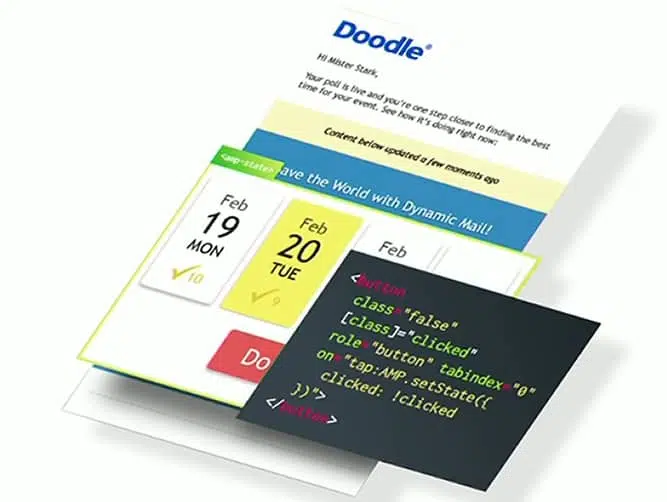 Doodle®
Hi Mister Stark,
Your poll is live and you're one step closer to finding the best
time for your event. See how it's doing right now:
Content below updated a few moments ago
<amp-state>
ave the World with Dynamic Mail!
Feb
19
MON
10
Feb
20
TUE
9
Feb
Do
<button
class="false"
[class]="clicked"
role="button" tabindex="0"
on="tap:AMP.setState({
clicked: !clicked
})">
</button>